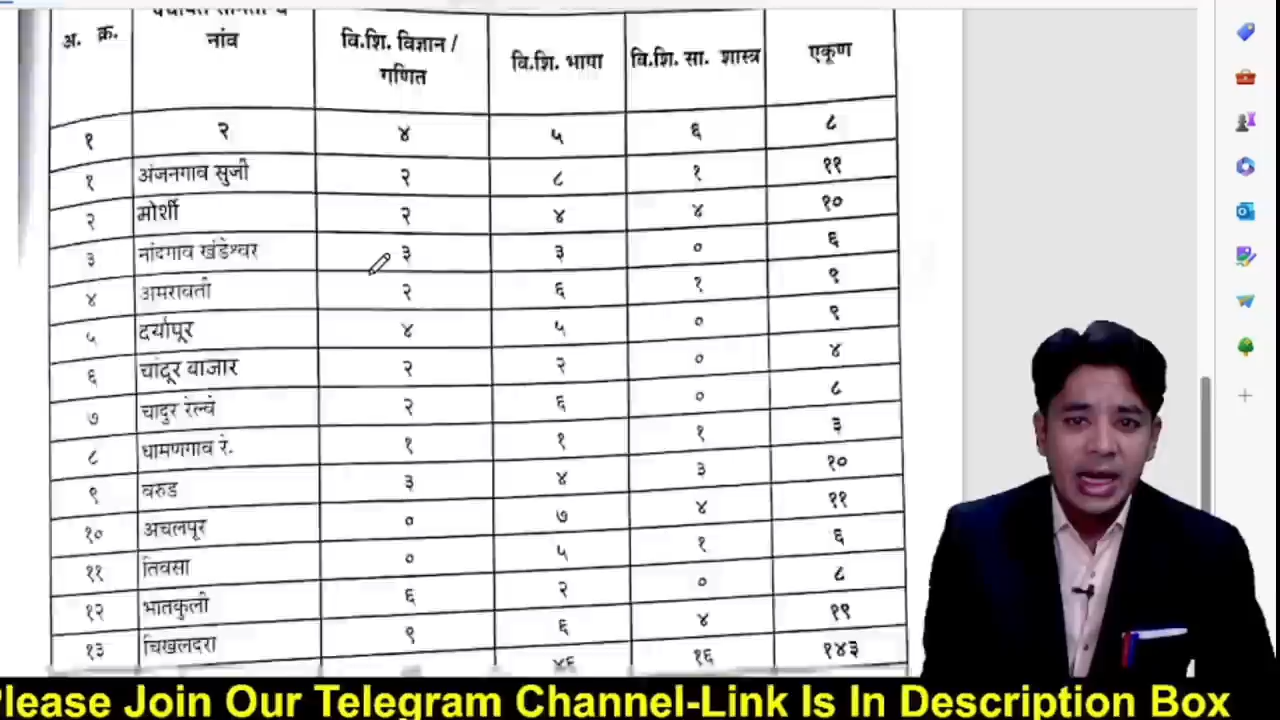 अ. क्र. नांव वि.शि. विज्ञान / गणित वि.शि. भाषा वि.शि. सा. शास्त्र एकूण
१ २ ४ ५ ६ ८
१ अंजनगाव सुजी २ ८ १ ११
२ मोर्शी २ ४ ४ १०
३ नांदगाव खंडेश्वर ३ ३ ० ६
४ अमरावती २ ६ १ ९
५ दर्यापूर ४ ५ ० ९
६ चांदूर बाजार २ २ ० ४
७ चादुर रेल्वे २ ६ ० ८
८ धामणगाव रे. १ १ १ ३
९ वरुड ३ ४ ३ १०
१० अचलपूर ० ७ ४ ११
११ तिवसा ० ५ १ ६
१२ भातकुली ६ २ ० ८
१३ चिखलदरा ९ ६ ४ १९
१६ १४३
Please Join Our Telegram Channel-Link Is In Description Box